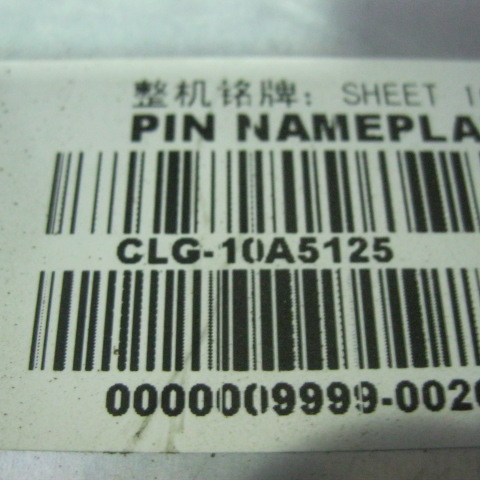 整机铭牌: SHEET
PIN NAMEPLA
CLG-10A5125
0000009999-002